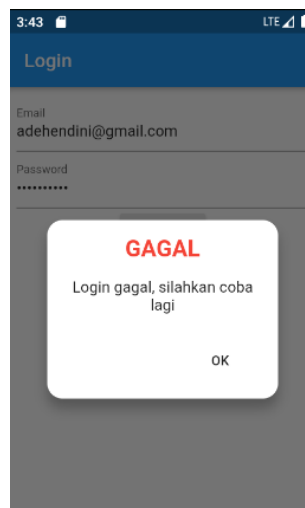 3:43 LTE
Login
Email
adehendini@gmail.com
Password
••••••••••
GAGAL
Login gagal, silahkan coba
lagi
OK